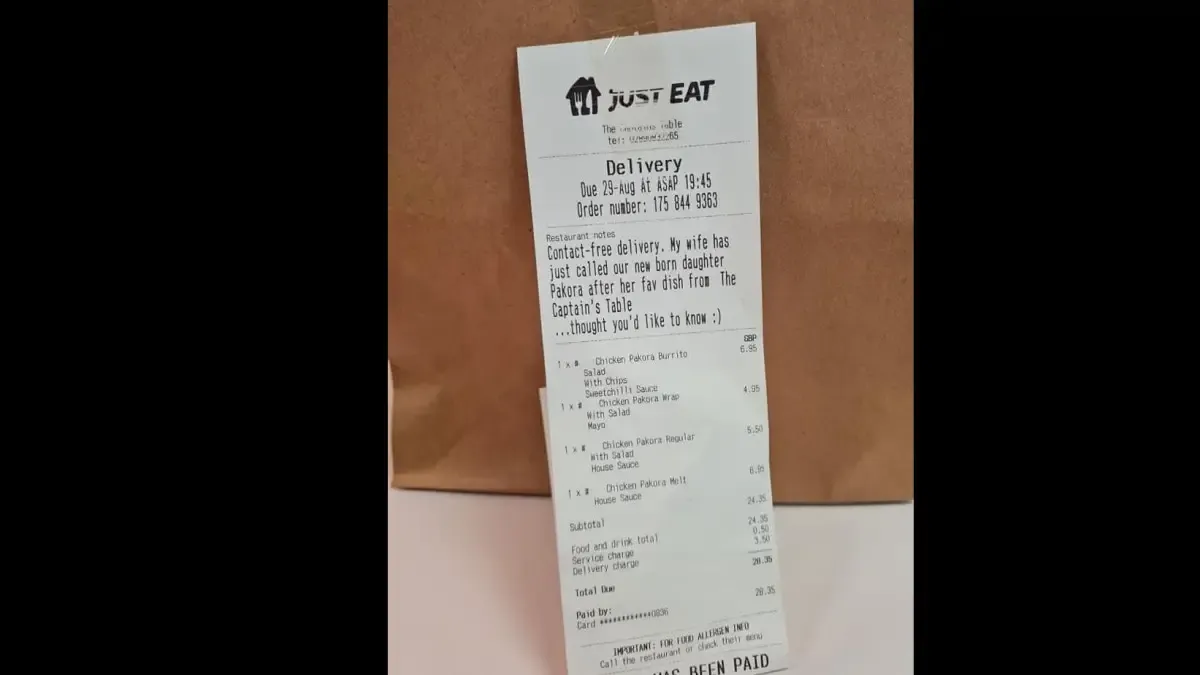 JUST EAT
The Captain's Table
tel:
Delivery
Due 29-Aug At ASAP 19:45
Order number: 175 844 9363
Restaurant notes
Contact-free delivery. My wife has
just called our new born daughter
Pakora after her fav dish from The
Captain's Table
...thought you'd like to know :)
GBP
1 x # Chicken Pakora Burrito 6.95
Salad
With Chips
Sweetchilli Sauce
1 x # Chicken Pakora Wrap 4.95
With Salad
Mayo
1 x # Chicken Pakora Regular 5.50
With Salad
House Sauce
1 x # Chicken Pakora Melt 6.95
House Sauce
Subtotal 24.35
Food and drink total 24.35
Service charge 0.50
Delivery charge 3.50
Total Due 28.35
Paid by:
Card ************0836 28.35
IMPORTANT: FOR FOOD ALLERGEN INFO
Call the restaurant or check their menu
HAS BEEN PAID